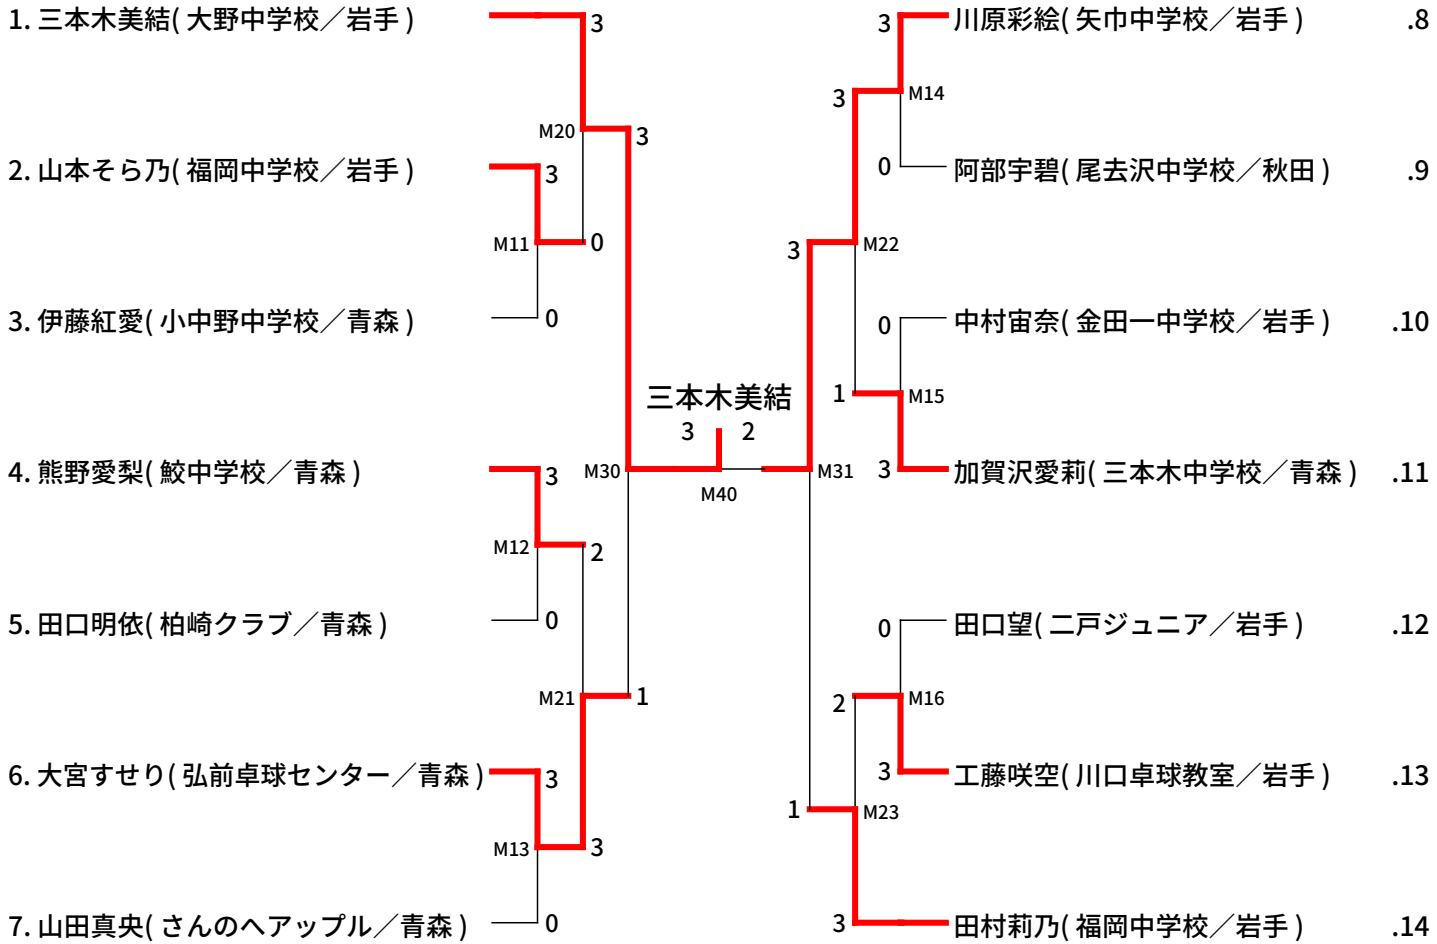 1. 三本木美結( 大野中学校／岩手 )
3
3
川原彩絵( 矢巾中学校／岩手 )
.8
M14
3
M20
3
2. 山本そら乃( 福岡中学校／岩手 )
3
0
阿部宇碧( 尾去沢中学校／秋田 )
.9
M11
0
3
M22
3. 伊藤紅愛( 小中野中学校／青森 )
0
0
中村宙奈( 金田一中学校／岩手 )
.10
三本木美結
1
M15
3
2
4. 熊野愛梨( 鮫中学校／青森 )
3
M30
M40
M31
3
加賀沢愛莉( 三本木中学校／青森 )
.11
M12
2
5. 田口明依( 柏崎クラブ／青森 )
0
0
田口望( 二戸ジュニア／岩手 )
.12
M21
1
2
M16
6. 大宮すせり( 弘前卓球センター／青森 )
3
3
工藤咲空( 川口卓球教室／岩手 )
.13
1
M23
M13
3
7. 山田真央( さんのへアップル／青森 )
0
3
田村莉乃( 福岡中学校／岩手 )
.14